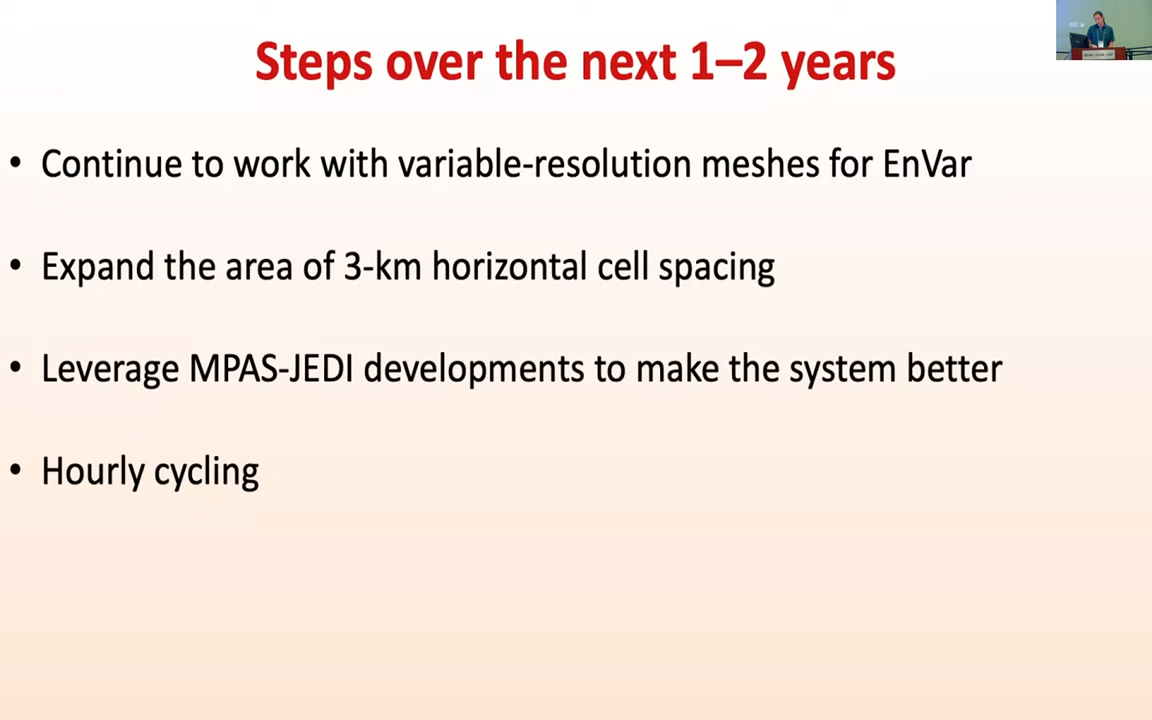 Steps over the next 1–2 years
• Continue to work with variable-resolution meshes for EnVar
• Expand the area of 3-km horizontal cell spacing
• Leverage MPAS-JEDI developments to make the system better
• Hourly cycling